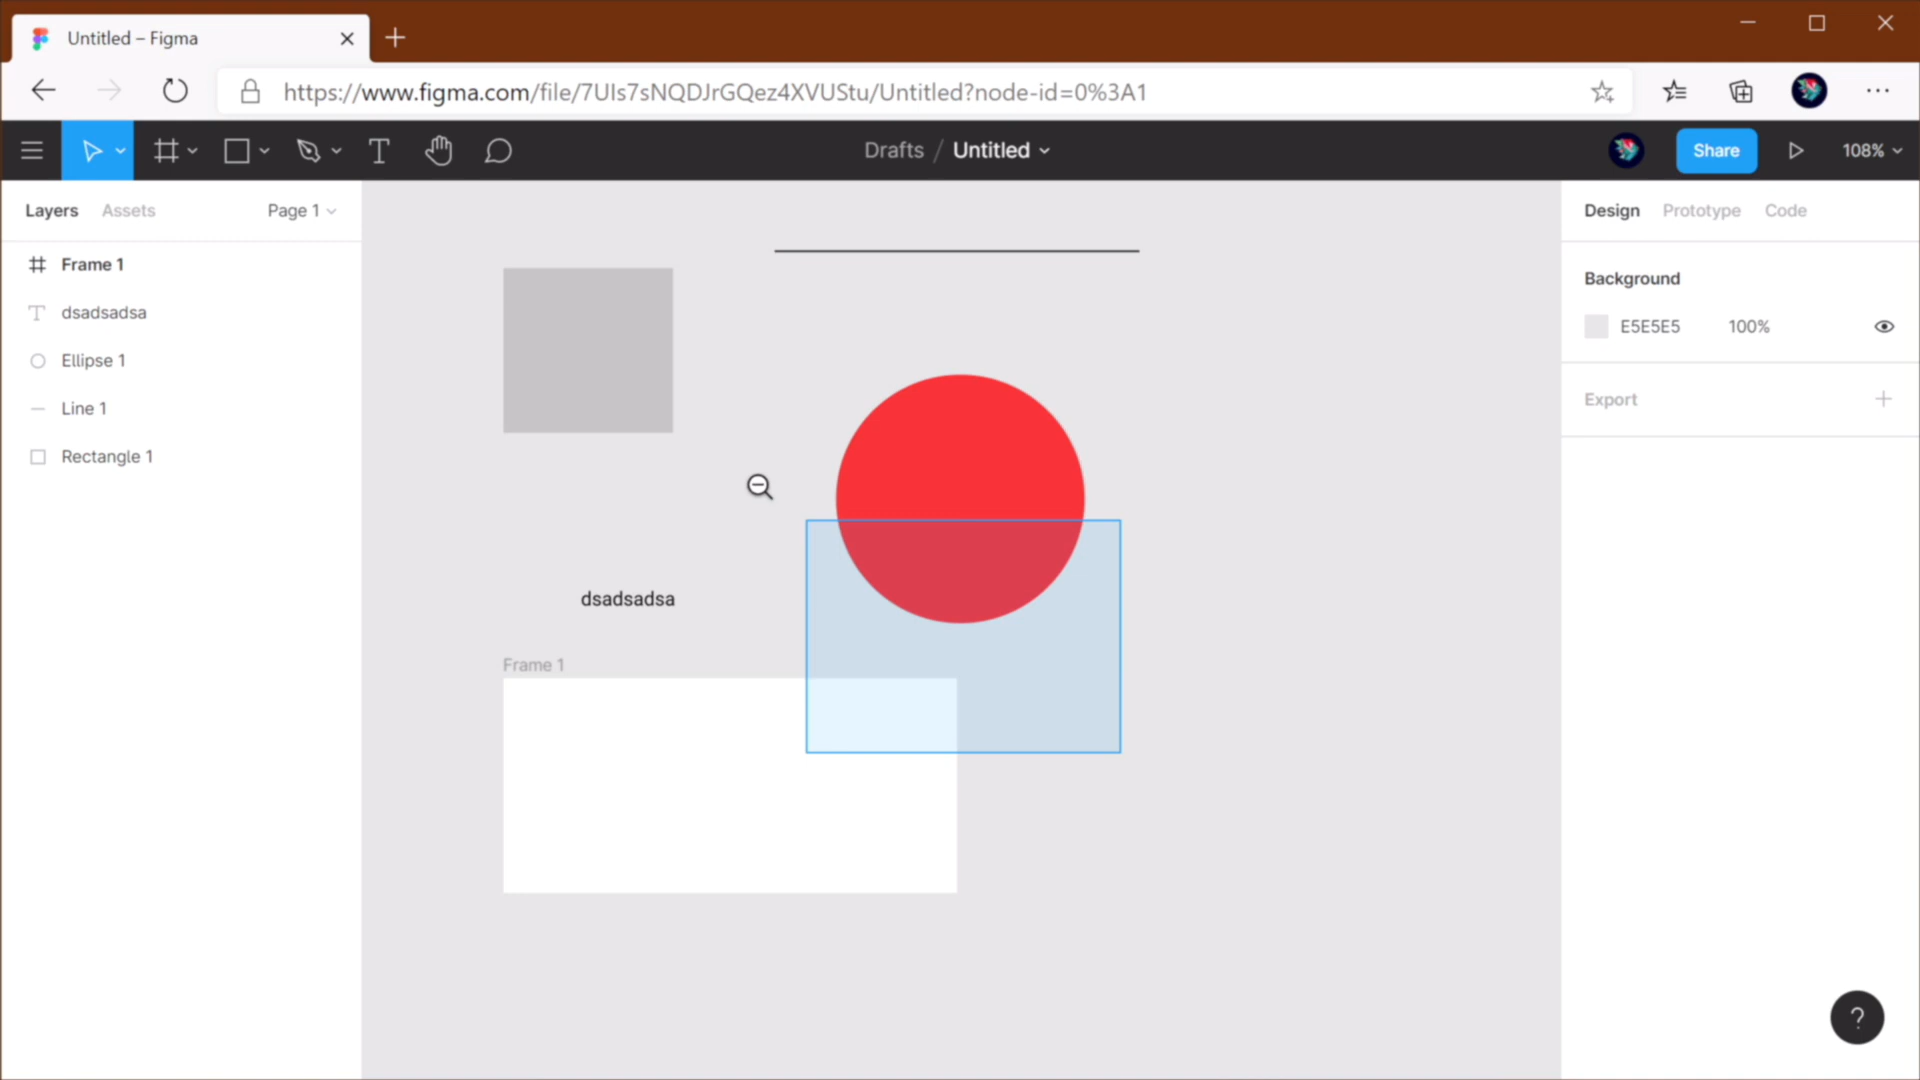 Untitled – Figma
https://www.figma.com/file/7UIs7sNQDJrGQez4XVUStu/Untitled?node-id=0%3A1
Drafts / Untitled
Share
108%
Layers Assets Page 1
Design Prototype Code
Frame 1
dsadsadsa
Ellipse 1
Line 1
Rectangle 1
dsadsadsa
Frame 1
Background
E5E5E5 100%
Export
?